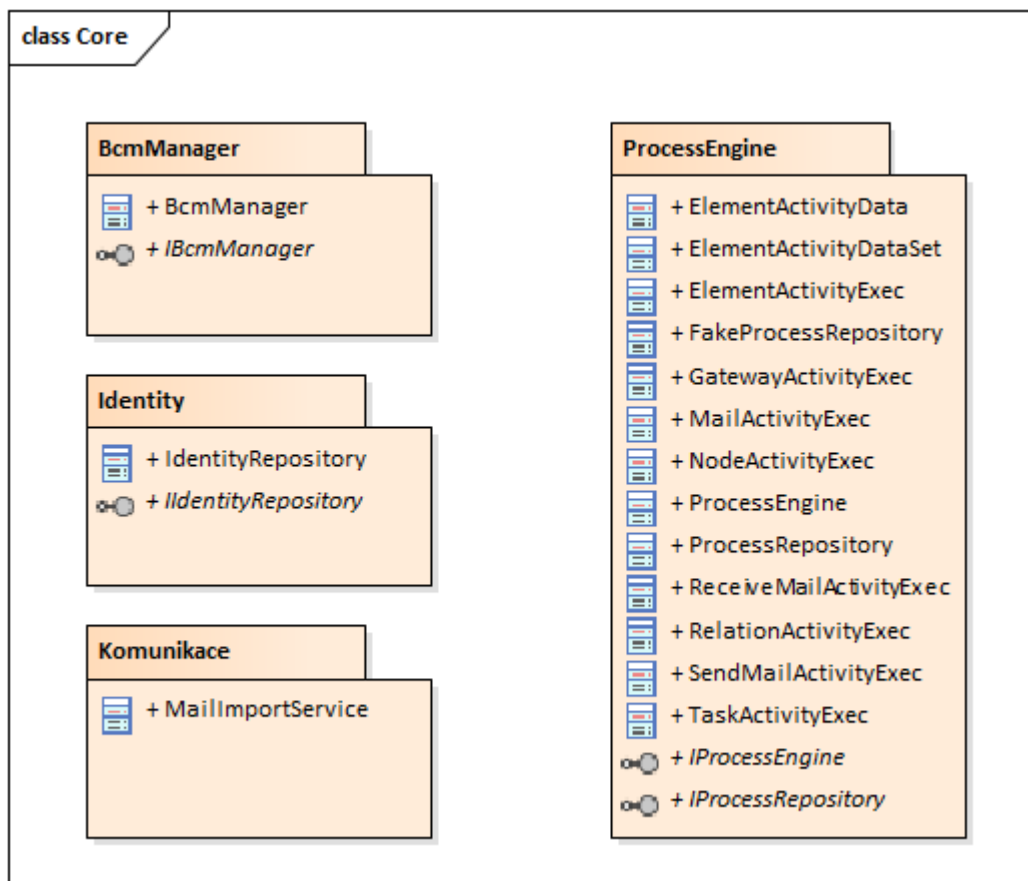 class Core
BcmManager
+ BcmManager
+ IBcmManager
Identity
+ IdentityRepository
+ IIdentityRepository
Komunikace
+ MailImportService
ProcessEngine
+ ElementActivityData
+ ElementActivityDataSet
+ ElementActivityExec
+ FakeProcessRepository
+ GatewayActivityExec
+ MailActivityExec
+ NodeActivityExec
+ ProcessEngine
+ ProcessRepository
+ ReceiveMailActivityExec
+ RelationActivityExec
+ SendMailActivityExec
+ TaskActivityExec
+ IProcessEngine
+ IProcessRepository